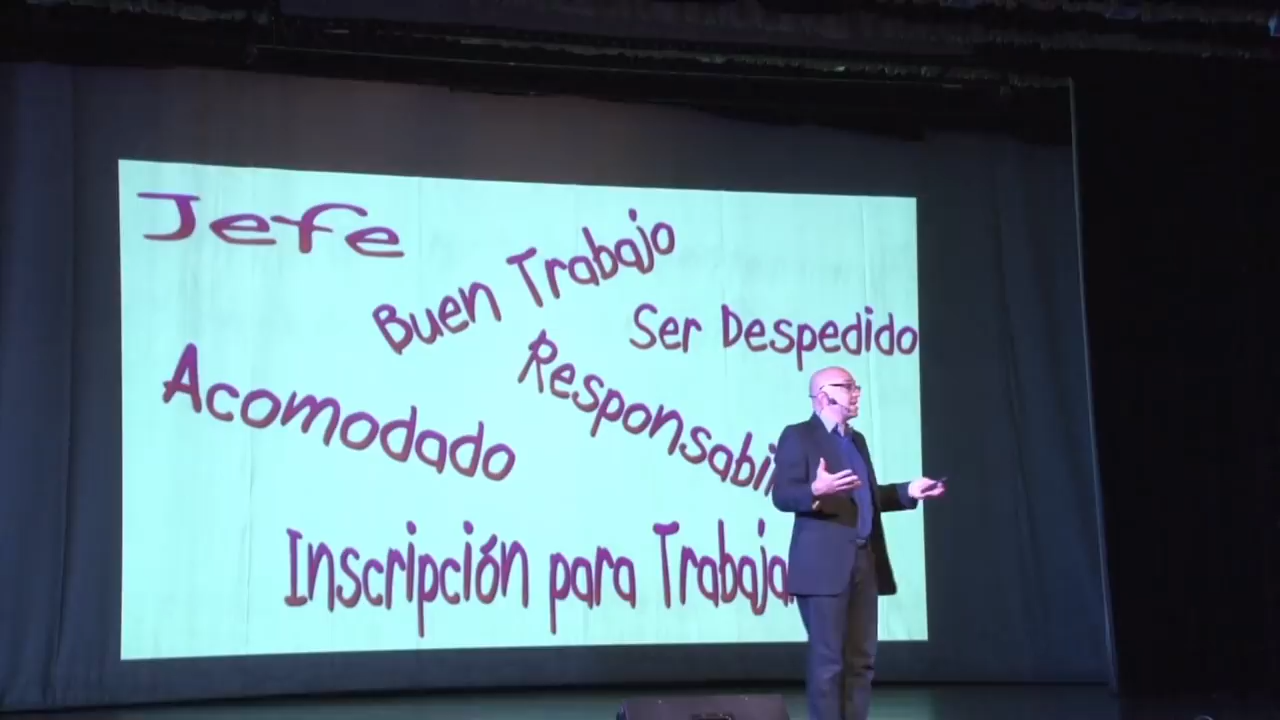 Jefe
Buen Trabajo
Ser Despedido
Acomodado
Inscripción para